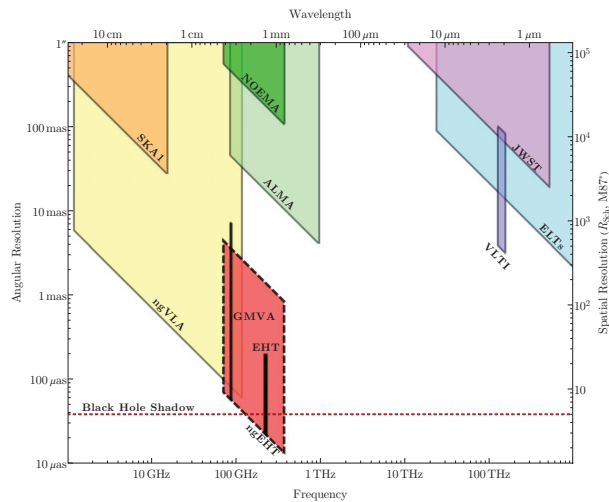 Wavelength
10 cm 1 cm 1 mm 100 μm 10 μm 1 μm
1″
100 mas
10 mas
1 mas
100 μas
10 μas
Angular Resolution
10⁵
10⁴
10³
10²
10¹
Spatial Resolution (R_Sch, M87*)
SKA1
NOEMA
ALMA
JWST
ELTs
VLTI
ngVLA
GMVA
EHT
Black Hole Shadow
ngEHT
10 GHz 100 GHz 1 THz 10 THz 100 THz
Frequency